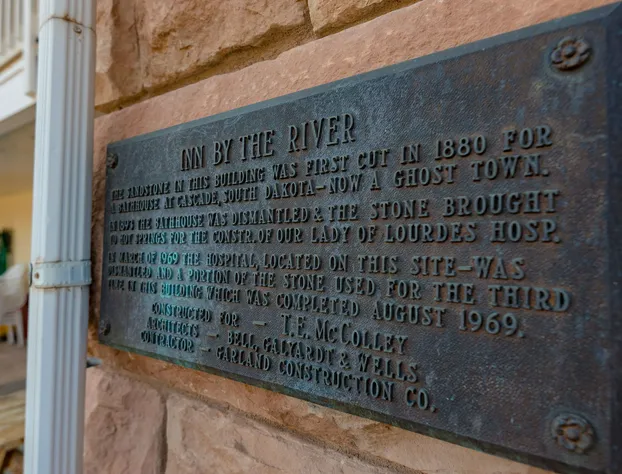 INN BY THE RIVER
THE SANDSTONE IN THIS BUILDING WAS FIRST CUT IN 1880 FOR
A BATHHOUSE AT CASCADE, SOUTH DAKOTA—NOW A GHOST TOWN.
THE BATHHOUSE WAS DISMANTLED & THE STONE BROUGHT
TO HOT SPRINGS FOR THE CONSTR. OF OUR LADY OF LOURDES HOSP.
IN MARCH OF 1969 THE HOSPITAL, LOCATED ON THIS SITE—WAS
DISMANTLED AND A PORTION OF THE STONE USED FOR THE THIRD
TIME IN THIS BUILDING WHICH WAS COMPLETED AUGUST 1969.
CONSTRUCTED FOR — T.E. MCCOLLEY
ARCHITECTS — BELL, GALYARDT & WELLS
CONTRACTOR — GARLAND CONSTRUCTION CO.